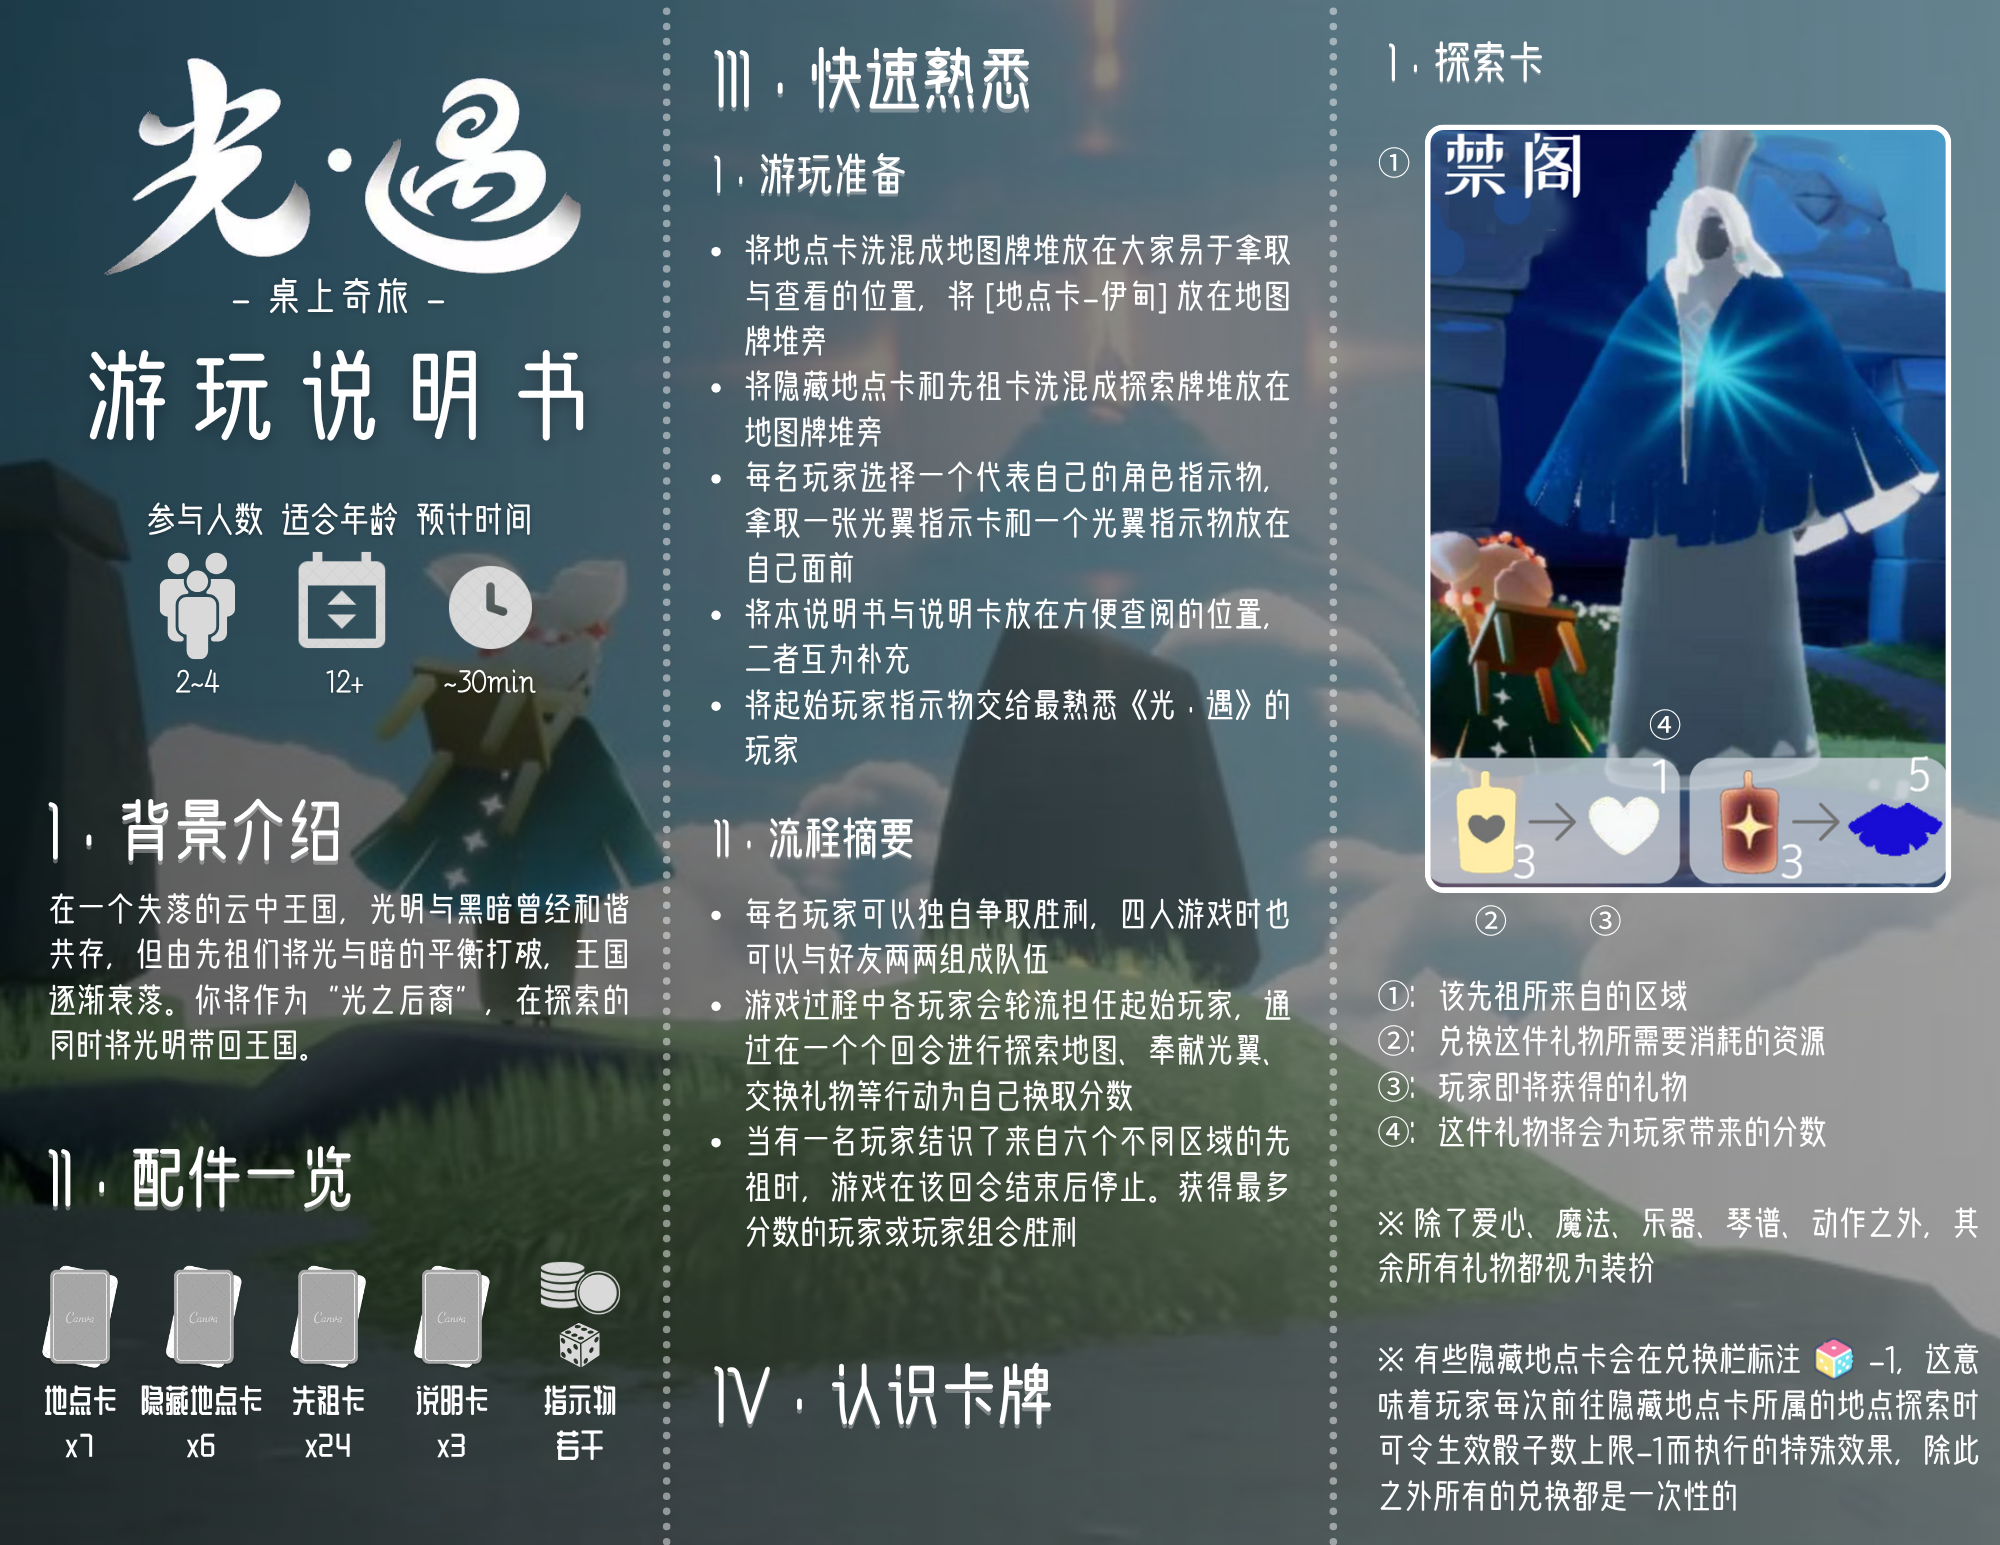 光·遇
- 桌上奇旅 -
游玩说明书
参与人数 适合年龄 预计时间
2~4 12+ ~30min
I · 背景介绍
在一个失落的云中王国，光明与黑暗曾经和谐
共存，但由先祖们将光与暗的平衡打破，王国
逐渐衰落。你将作为“光之后裔”，在探索的
同时将光明带回王国。
II · 配件一览
Canva Canva Canva Canva
地点卡 隐藏地点卡 先祖卡 说明卡 指示物
x7 x6 x24 x3 若干
III · 快速熟悉
I · 游玩准备
• 将地点卡洗混成地图牌堆放在大家易于拿取
与查看的位置，将 [地点卡-伊甸] 放在地图
牌堆旁
• 将隐藏地点卡和先祖卡洗混成探索牌堆放在
地图牌堆旁
• 每名玩家选择一个代表自己的角色指示物，
拿取一张光翼指示卡和一个光翼指示物放在
自己面前
• 将本说明书与说明卡放在方便查阅的位置，
二者互为补充
• 将起始玩家指示物交给最熟悉《光·遇》的
玩家
II · 流程摘要
• 每名玩家可以独自争取胜利，四人游戏时也
可以与好友两两组成队伍
• 游戏过程中各玩家会轮流担任起始玩家，通
过在一个个回合进行探索地图、奉献光翼、
交换礼物等行动为自己换取分数
• 当有一名玩家结识了来自六个不同区域的先
祖时，游戏在该回合结束后停止。获得最多
分数的玩家或玩家组合胜利
IV · 认识卡牌
I · 探索卡
①
禁阁
④
1
5
3
3
② ③
①：该先祖所来自的区域
②：兑换这件礼物所需要消耗的资源
③：玩家即将获得的礼物
④：这件礼物将会为玩家带来的分数
※ 除了爱心、魔法、乐器、琴谱、动作之外，其
余所有礼物都视为装扮
※ 有些隐藏地点卡会在兑换栏标注 -1，这意
味着玩家每次前往隐藏地点卡所属的地点探索时
可令生效骰子数上限-1而执行的特殊效果，除此
之外所有的兑换都是一次性的